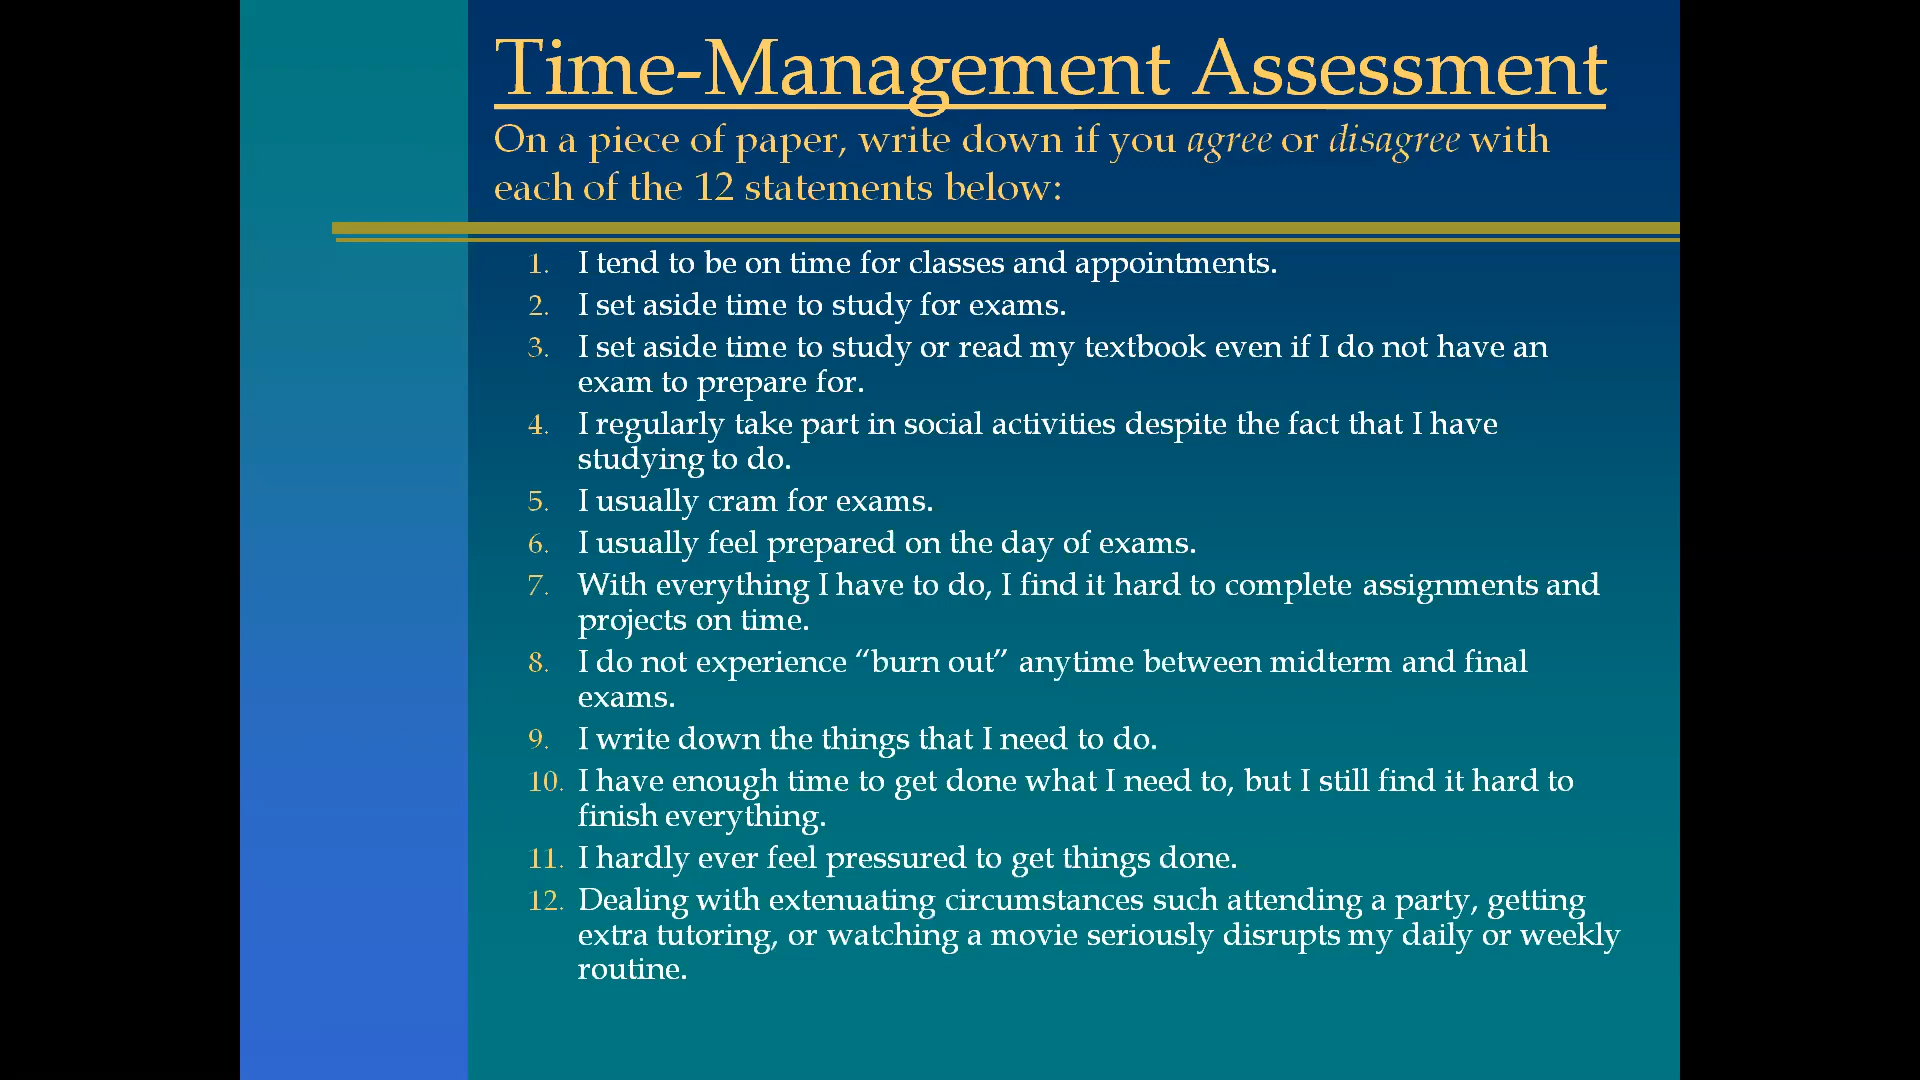 Time-Management Assessment
On a piece of paper, write down if you agree or disagree with
each of the 12 statements below:
1. I tend to be on time for classes and appointments.
2. I set aside time to study for exams.
3. I set aside time to study or read my textbook even if I do not have an
exam to prepare for.
4. I regularly take part in social activities despite the fact that I have
studying to do.
5. I usually cram for exams.
6. I usually feel prepared on the day of exams.
7. With everything I have to do, I find it hard to complete assignments and
projects on time.
8. I do not experience “burn out” anytime between midterm and final
exams.
9. I write down the things that I need to do.
10. I have enough time to get done what I need to, but I still find it hard to
finish everything.
11. I hardly ever feel pressured to get things done.
12. Dealing with extenuating circumstances such attending a party, getting
extra tutoring, or watching a movie seriously disrupts my daily or weekly
routine.